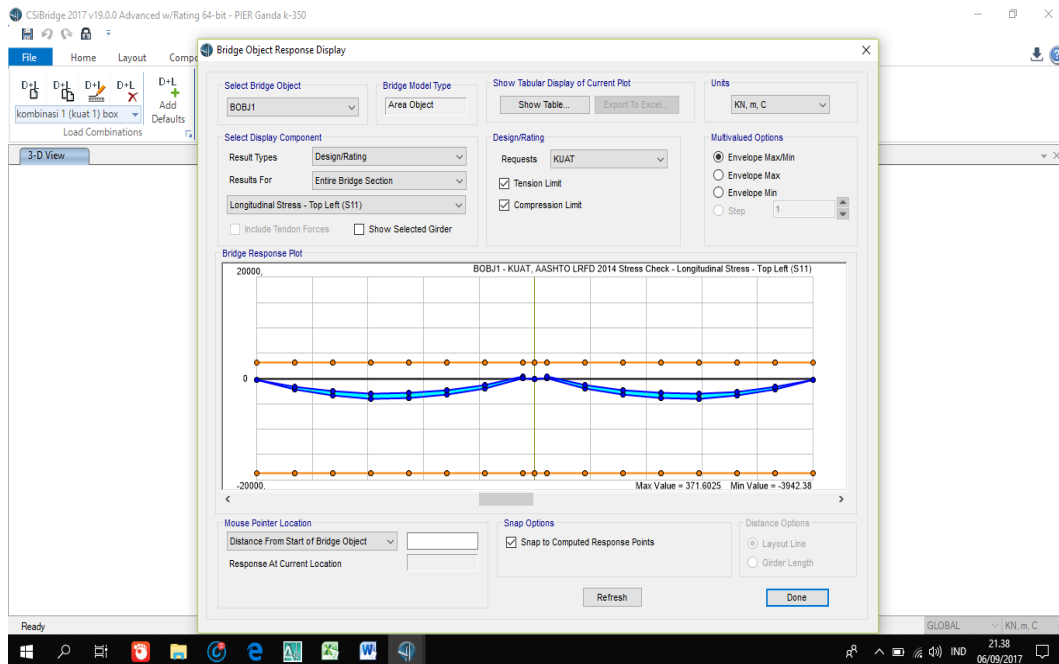 CSiBridge 2017 v19.0.0 Advanced w/Rating 64-bit - PIER Ganda k-350
File Home Layout Compo
D+L D+L D+L D+L D+L
Add
Defaults
kombinasi 1 (kuat 1) box
Load Combinations
3-D View
Bridge Object Response Display
Select Bridge Object
BOBJ1
Bridge Model Type
Area Object
Show Tabular Display of Current Plot
Show Table... Export To Excel...
Units
KN, m, C
Select Display Component
Result Types Design/Rating
Results For Entire Bridge Section
Longitudinal Stress - Top Left (S11)
Include Tendon Forces Show Selected Girder
Design/Rating
Requests KUAT
Tension Limit
Compression Limit
Multivalued Options
Envelope Max/Min
Envelope Max
Envelope Min
Step 1
Bridge Response Plot
20000, BOBJ1 - KUAT, AASHTO LRFD 2014 Stress Check - Longitudinal Stress - Top Left (S11)
0
-20000, Max Value = 371.6025 Min Value = -3942.38
Mouse Pointer Location
Distance From Start of Bridge Object
Response At Current Location
Snap Options
Snap to Computed Response Points
Distance Options
Layout Line
Girder Length
Refresh Done
Ready GLOBAL KN, m, C
IND 21.38
06/09/2017